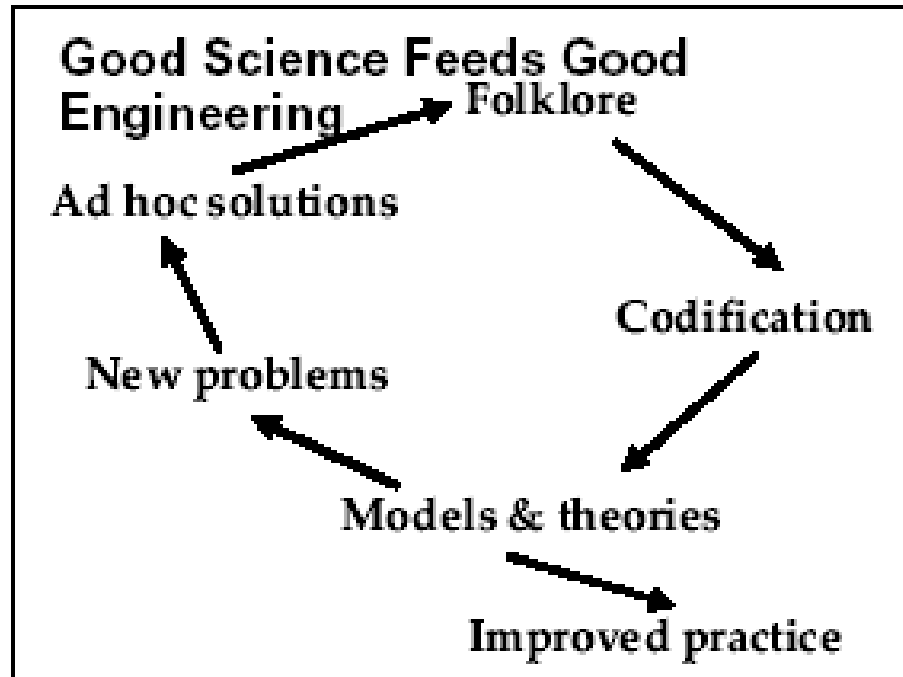 Good Science Feeds Good
Engineering
Folklore
Ad hoc solutions
Codification
New problems
Models & theories
Improved practice